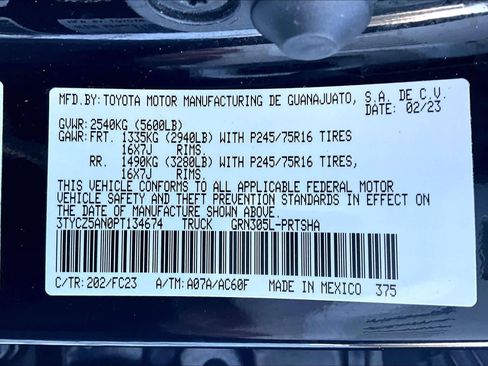 MFD.BY:TOYOTA MOTOR MANUFACTURING DE GUANAJUATO, S.A. DE C.V.
DATE: 02/23
GVWR:2540KG (5600LB)
GAWR:FRT. 1335KG (2940LB) WITH P245/75R16 TIRES
16X7J RIMS.
RR. 1490KG (3280LB) WITH P245/75R16 TIRES,
16X7J RIMS.
THIS VEHICLE CONFORMS TO ALL APPLICABLE FEDERAL MOTOR
VEHICLE SAFETY AND THEFT PREVENTION STANDARDS IN EFFECT ON
THE DATE OF MANUFACTURE SHOWN ABOVE.
3TYCZ5AN0PT134674 TRUCK GRN305L-PRTSHA
C/TR:202/FC23 A/TM:A07A/AC60F MADE IN MEXICO 375